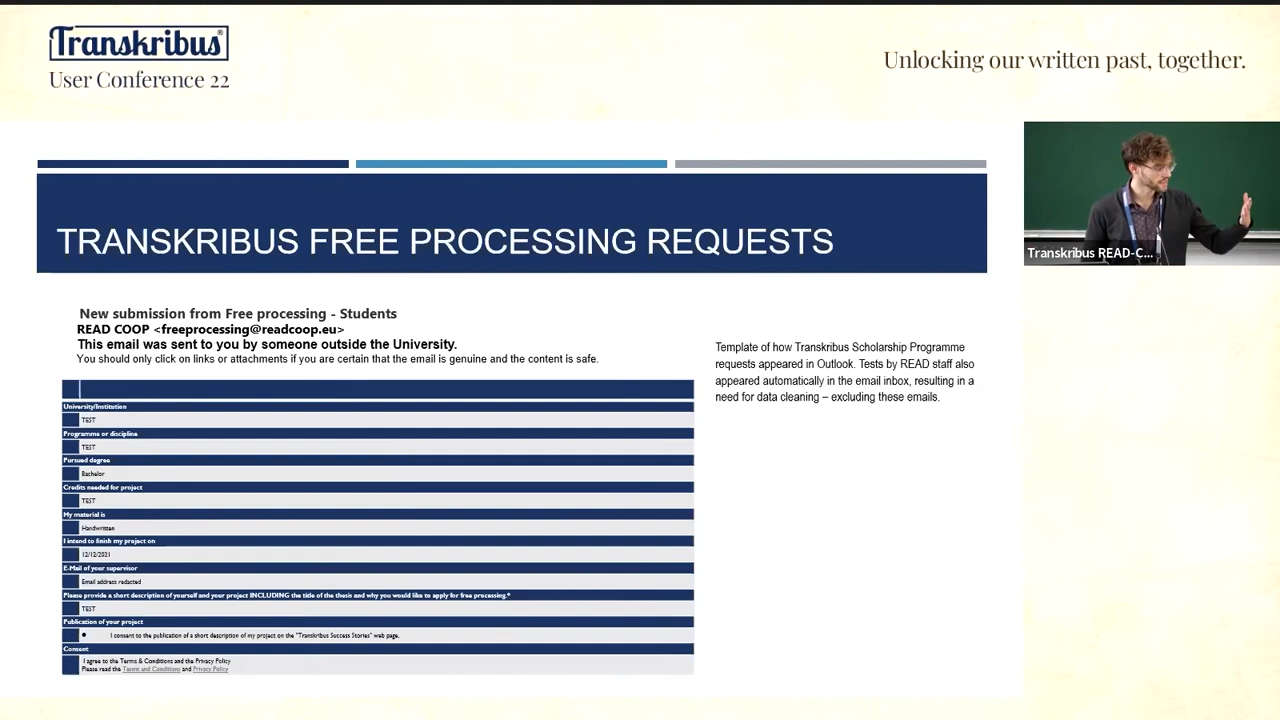 Transkribus®
User Conference 22
Unlocking our written past, together.
TRANSKRIBUS FREE PROCESSING REQUESTS
New submission from Free processing - Students
READ COOP <freeprocessing@readcoop.eu>
This email was sent to you by someone outside the University.
You should only click on links or attachments if you are certain that the email is genuine and the content is safe.
University/Institution
TEST
Programme or discipline
TEST
Pursued degree
Bachelor
Credits needed for project
TEST
My material is
Handwritten
I intend to finish my project on
12/12/2021
E-Mail of your supervisor
Email address redacted
Please provide a short description of yourself and your project INCLUDING the title of the thesis and why you would like to apply for free processing.*
TEST
Publication of your project
● I consent to the publication of a short description of my project on the "Transkribus Success Stories" web page.
Consent
I agree to the Terms & Conditions and the Privacy Policy
Please read the Terms and Conditions and Privacy Policy
Template of how Transkribus Scholarship Programme
requests appeared in Outlook. Tests by READ staff also
appeared automatically in the email inbox, resulting in a
need for data cleaning – excluding these emails.
Transkribus READ-C...